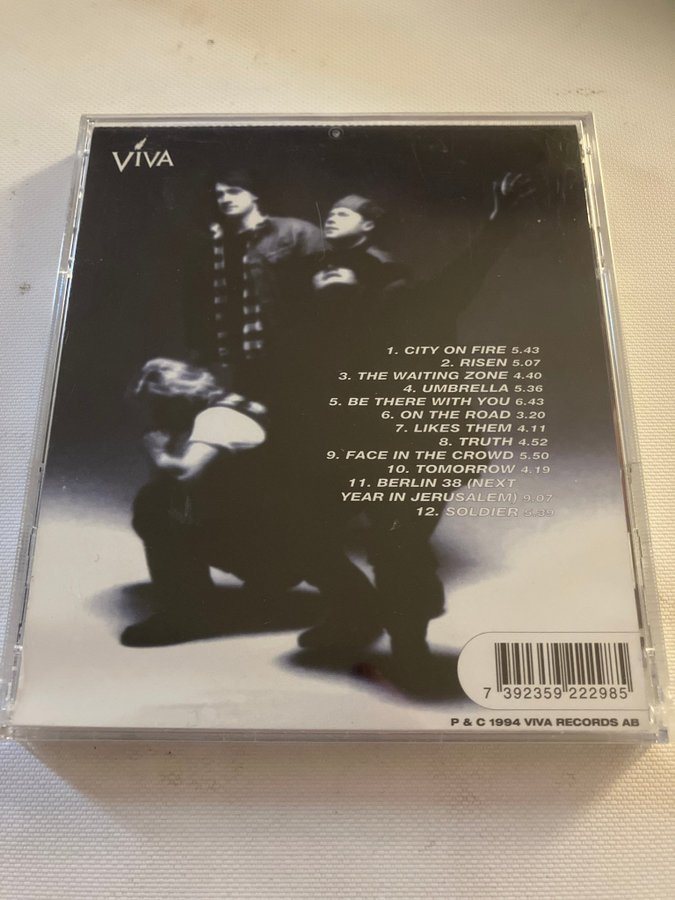 VIVA
1. CITY ON FIRE 5.43
2. RISEN 5.07
3. THE WAITING ZONE 4.40
4. UMBRELLA 5.36
5. BE THERE WITH YOU 6.43
6. ON THE ROAD 3.20
7. LIKES THEM 4.11
8. TRUTH 4.52
9. FACE IN THE CROWD 5.50
10. TOMORROW 4.19
11. BERLIN 38 (NEXT
YEAR IN JERUSALEM) 9.07
12. SOLDIER 5.39
7 392359 222985
P & C 1994 VIVA RECORDS AB